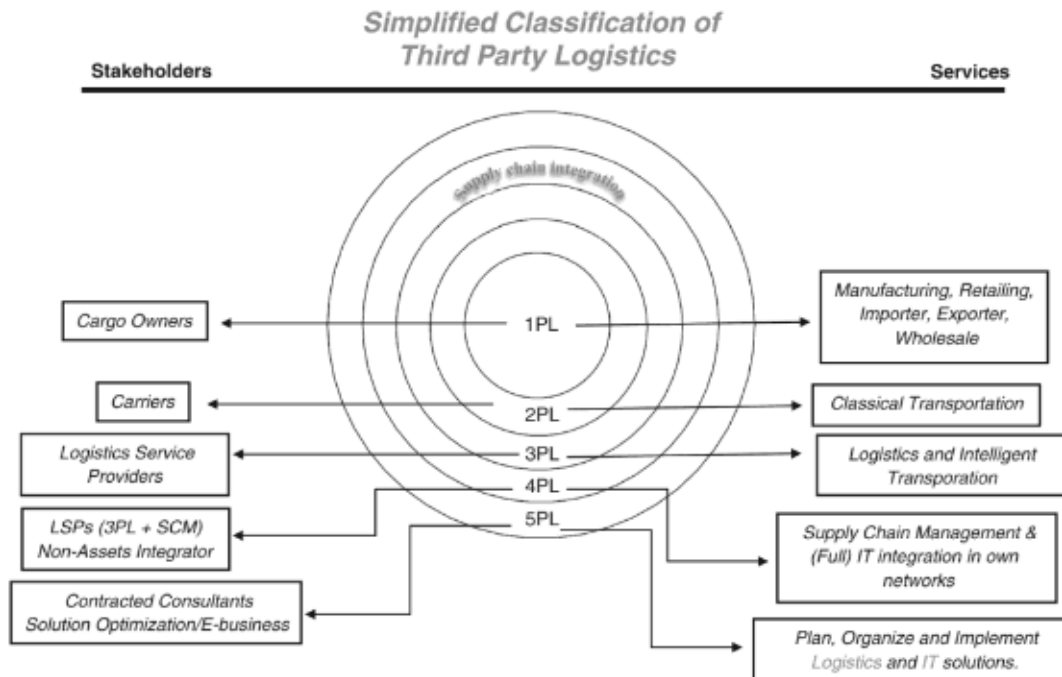 Simplified Classification of
Third Party Logistics
Stakeholders
Services
Supply chain integration
Cargo Owners
1PL
Manufacturing, Retailing,
Importer, Exporter,
Wholesale
Carriers
2PL
Classical Transportation
Logistics Service
Providers
3PL
Logistics and Intelligent
Transporation
4PL
LSPs (3PL + SCM)
Non-Assets Integrator
5PL
Supply Chain Management &
(Full) IT integration in own
networks
Contracted Consultants
Solution Optimization/E-business
Plan, Organize and Implement
Logistics and IT solutions.